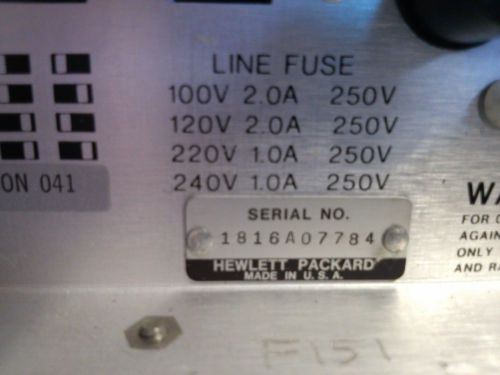 LINE FUSE
100V 2.0A 250V
120V 2.0A 250V
220V 1.0A 250V
240V 1.0A 250V
ON 041
SERIAL NO.
1816A07784
HEWLETT PACKARD
MADE IN U.S.A.
WA
FOR
AGAIN
ONLY
AND R
F151